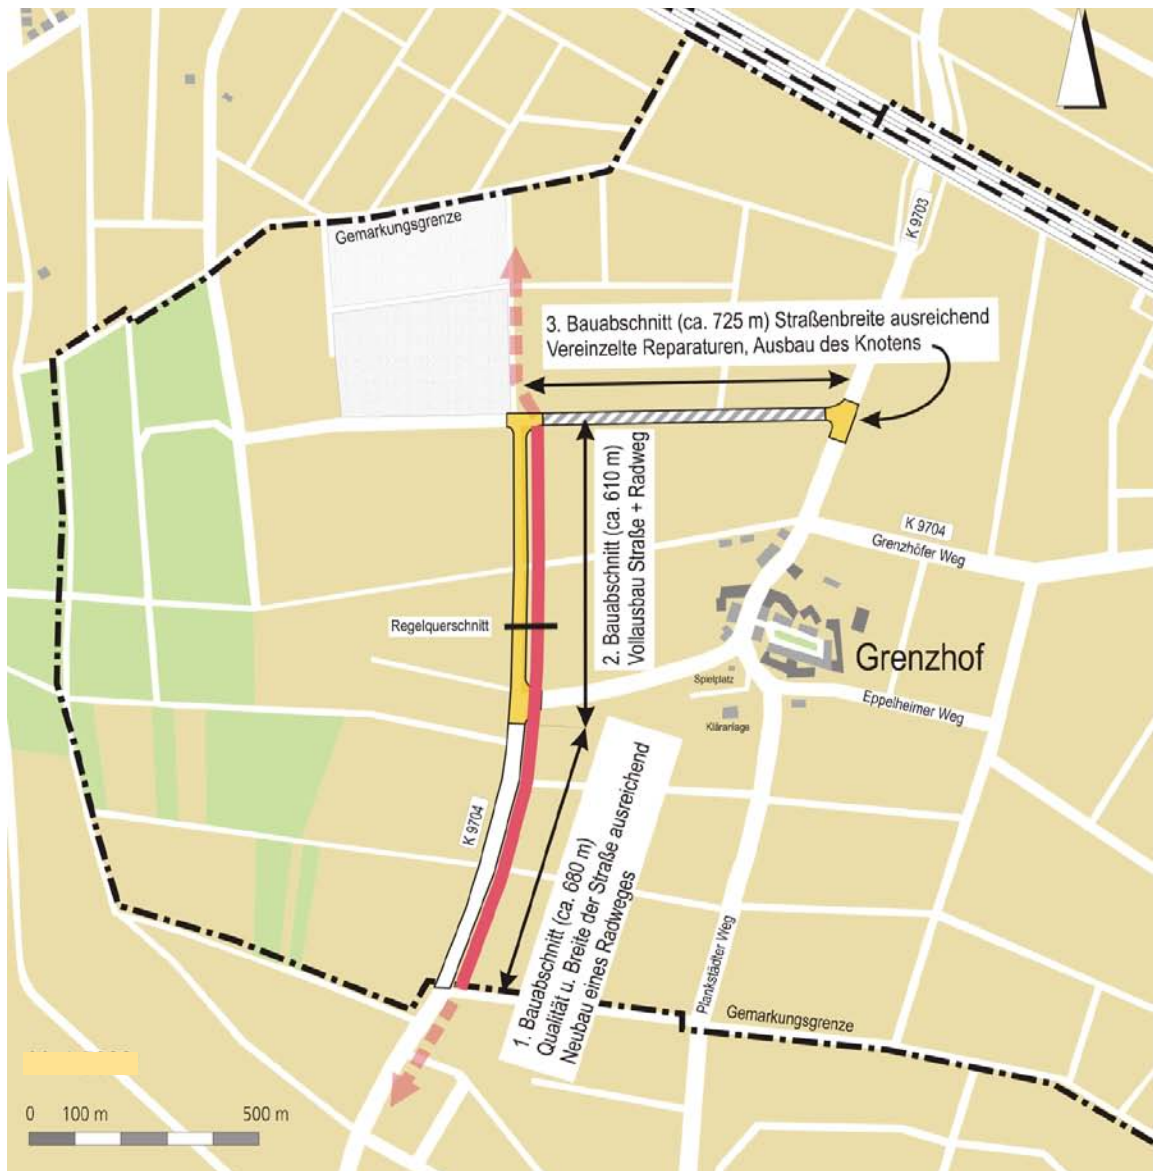 Gemarkungsgrenze
K 9703
3. Bauabschnitt (ca. 725 m) Straßenbreite ausreichend
Vereinzelte Reparaturen, Ausbau des Knotens
2. Bauabschnitt (ca. 610 m)
Vollausbau Straße + Radweg
K 9704
Grenzhöfer Weg
Regelquerschnitt
Grenzhof
Spielplatz
Eppelheimer Weg
Kläranlage
K 9704
1. Bauabschnitt (ca. 680 m)
Qualität u. Breite der Straße ausreichend
Neubau eines Radweges
Plankstädter Weg
Gemarkungsgrenze
0 100 m 500 m